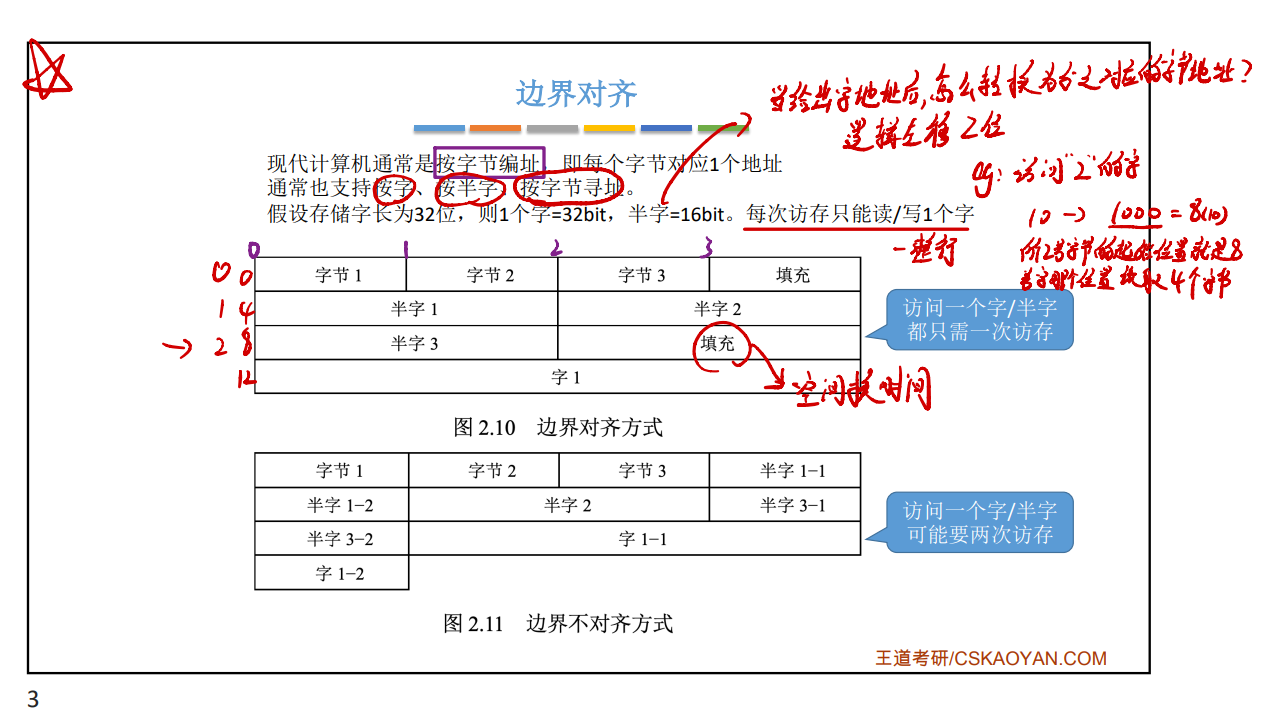 边界对齐
当给出字地址后,怎么转换为与之对应的字节地址?
逻辑左移2位
现代计算机通常是按字节编址,即每个字节对应1个地址
通常也支持按字、按半字、按字节寻址。
假设存储字长为32位,则1个字=32bit,半字=16bit。每次访存只能读/写1个字
eg: 访问“2”的字
10 → 1000 = 8(10)
一整行
所以2号字节的起始位置就是8
当字那个位置读取4个字节
0 1 2 3
0 0 字节 1 字节 2 字节 3 填充
1 4 半字 1 半字 2
→ 2 8 半字 3 填充
12 字 1
访问一个字/半字
都只需一次访存
空间换时间
图 2.10 边界对齐方式
字节 1 字节 2 字节 3 半字 1−1
半字 1−2 半字 2 半字 3−1
半字 3−2 字 1−1
字 1−2
访问一个字/半字
可能要两次访存
图 2.11 边界不对齐方式
王道考研/CSKAOYAN.COM
3